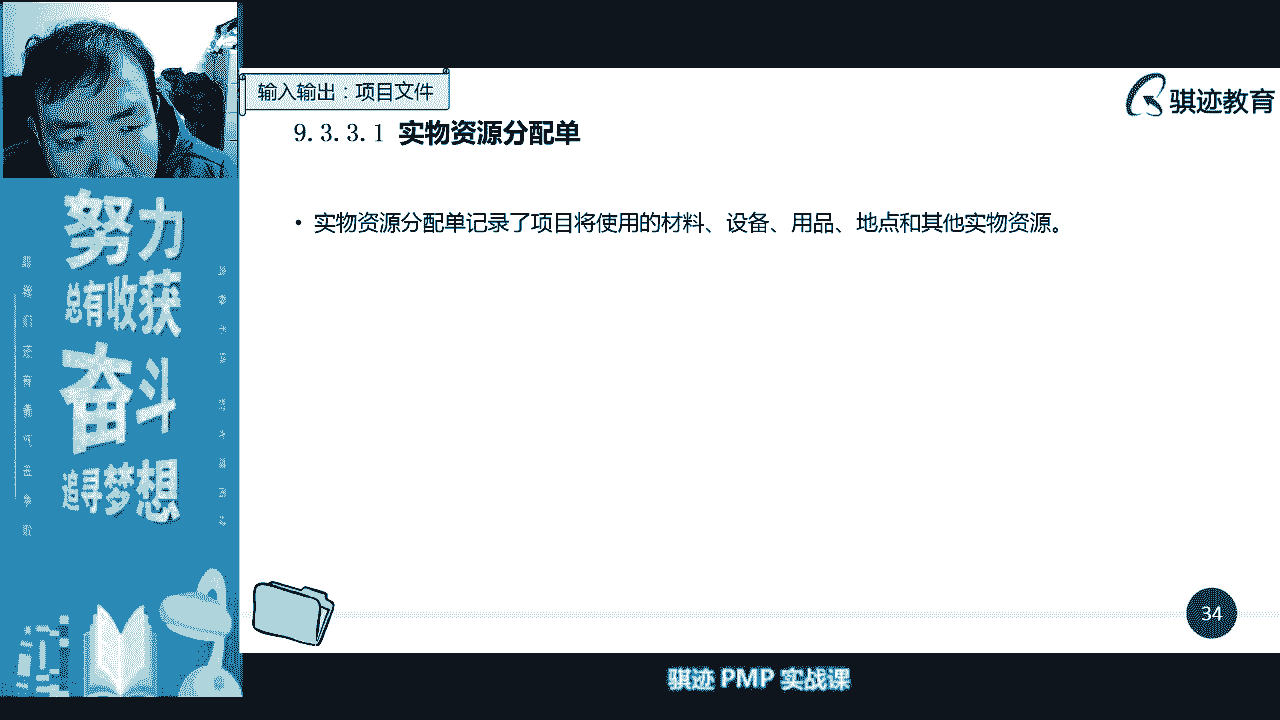 输入输出：项目文件
骐迹教育
9.3.3.1 实物资源分配单
• 实物资源分配单记录了项目将使用的材料、设备、用品、地点和其他实物资源。
努力
总有收获
奋斗
追寻梦想
34
骐迹 PMP 实战课